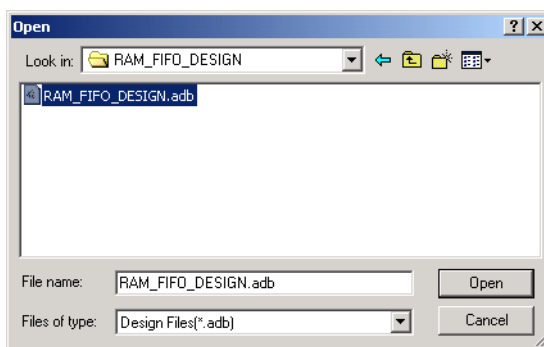 Open
Look in: RAM_FIFO_DESIGN
RAM_FIFO_DESIGN.adb
File name: RAM_FIFO_DESIGN.adb Open
Files of type: Design Files(*.adb) Cancel